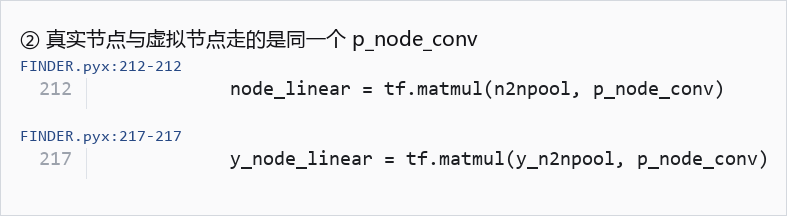 ② 真实节点与虚拟节点走的是同一个 p_node_conv
FINDER.pyx:212-212
212 node_linear = tf.matmul(n2npool, p_node_conv)
FINDER.pyx:217-217
217 y_node_linear = tf.matmul(y_n2npool, p_node_conv)